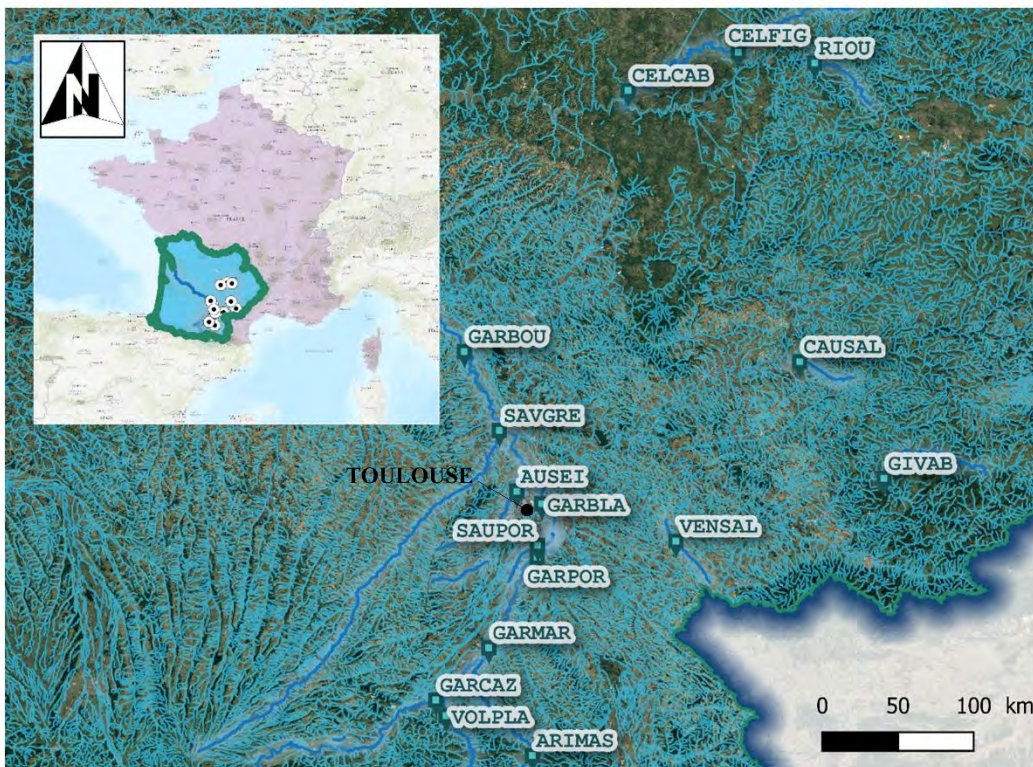 N
CELFIG
RIOU
CELCAB
FRANCE
GARBOU
CAUSAL
SAVGRE
TOULOUSE
AUSEI
GIVAB
GARBLA
SAUPOR
VENSAL
GARPOR
GARMAR
GARCAZ
VOLPLA
ARIMAS
0 50 100 km